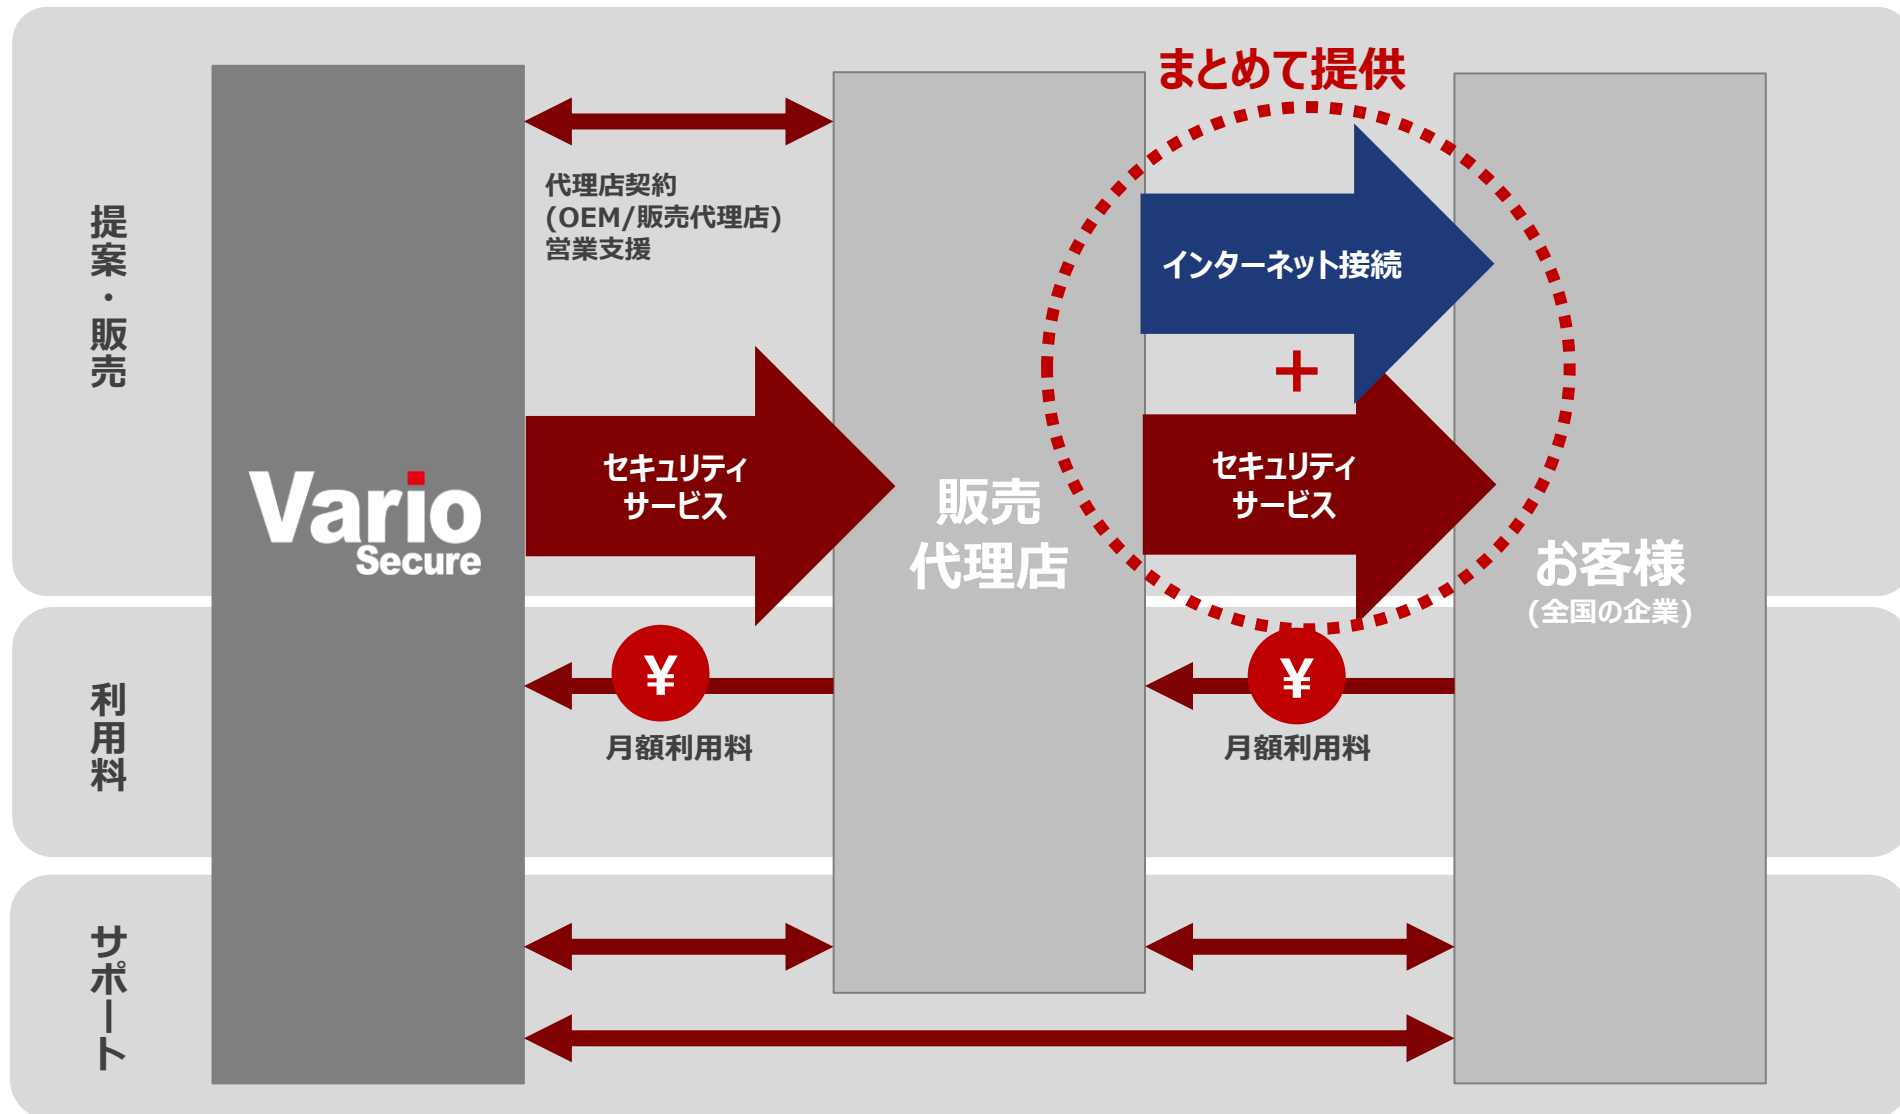 まとめて提供
提案・販売
代理店契約
(OEM/販売代理店)
営業支援
インターネット接続
+
セキュリティ
サービス
セキュリティ
サービス
Vario
Secure
販売
代理店
お客様
(全国の企業)
利用料
¥
月額利用料
¥
月額利用料
サポート